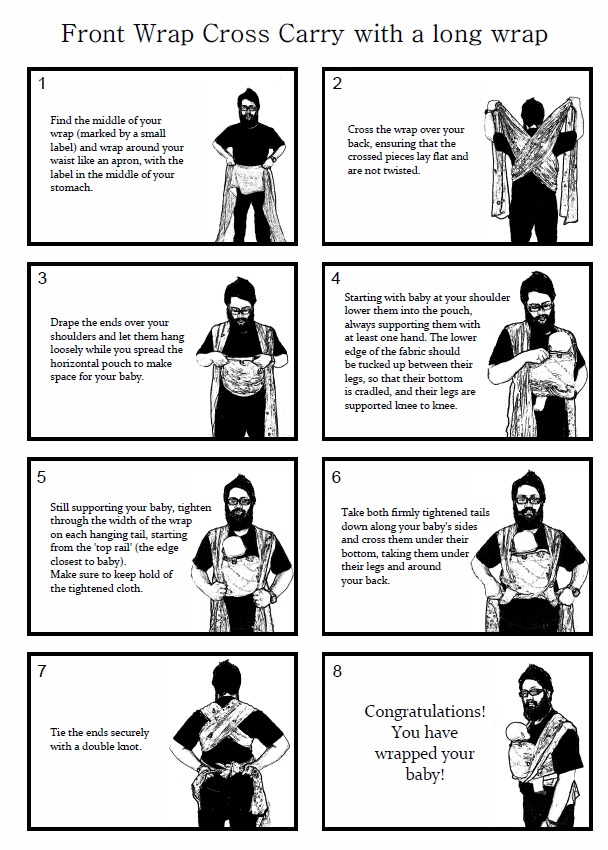 Front Wrap Cross Carry with a long wrap
1
Find the middle of your
wrap (marked by a small
label) and wrap around your
waist like an apron, with the
label in the middle of your
stomach.
2
Cross the wrap over your
back, ensuring that the
crossed pieces lay flat and
are not twisted.
3
Drape the ends over your
shoulders and let them hang
loosely while you spread the
horizontal pouch to make
space for your baby.
4
Starting with baby at your shoulder
lower them into the pouch,
always supporting them with
at least one hand. The lower
edge of the fabric should
be tucked up between their
legs, so that their bottom
is cradled, and their legs are
supported knee to knee.
5
Still supporting your baby, tighten
through the width of the wrap
on each hanging tail, starting
from the 'top rail' (the edge
closest to baby).
Make sure to keep hold of
the tightened cloth.
6
Take both firmly tightened tails
down along your baby's sides
and cross them under their
bottom, taking them under
their legs and around
your back.
7
Tie the ends securely
with a double knot.
8
Congratulations!
You have
wrapped your
baby!